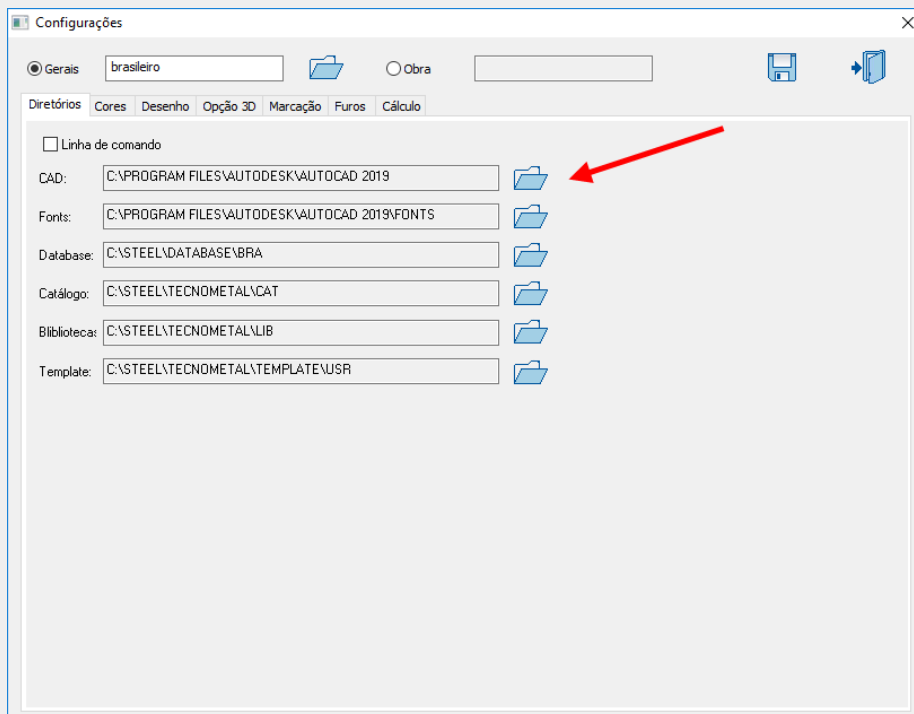 Configurações
Gerais brasileiro Obra
Diretórios Cores Desenho Opção 3D Marcação Furos Cálculo
Linha de comando
CAD: C:\PROGRAM FILES\AUTODESK\AUTOCAD 2019
Fonts: C:\PROGRAM FILES\AUTODESK\AUTOCAD 2019\FONTS
Database: C:\STEEL\DATABASE\BRA
Catálogo: C:\STEEL\TECNOMETAL\CAT
Bliblioteca: C:\STEEL\TECNOMETAL\LIB
Template: C:\STEEL\TECNOMETAL\TEMPLATE\USR